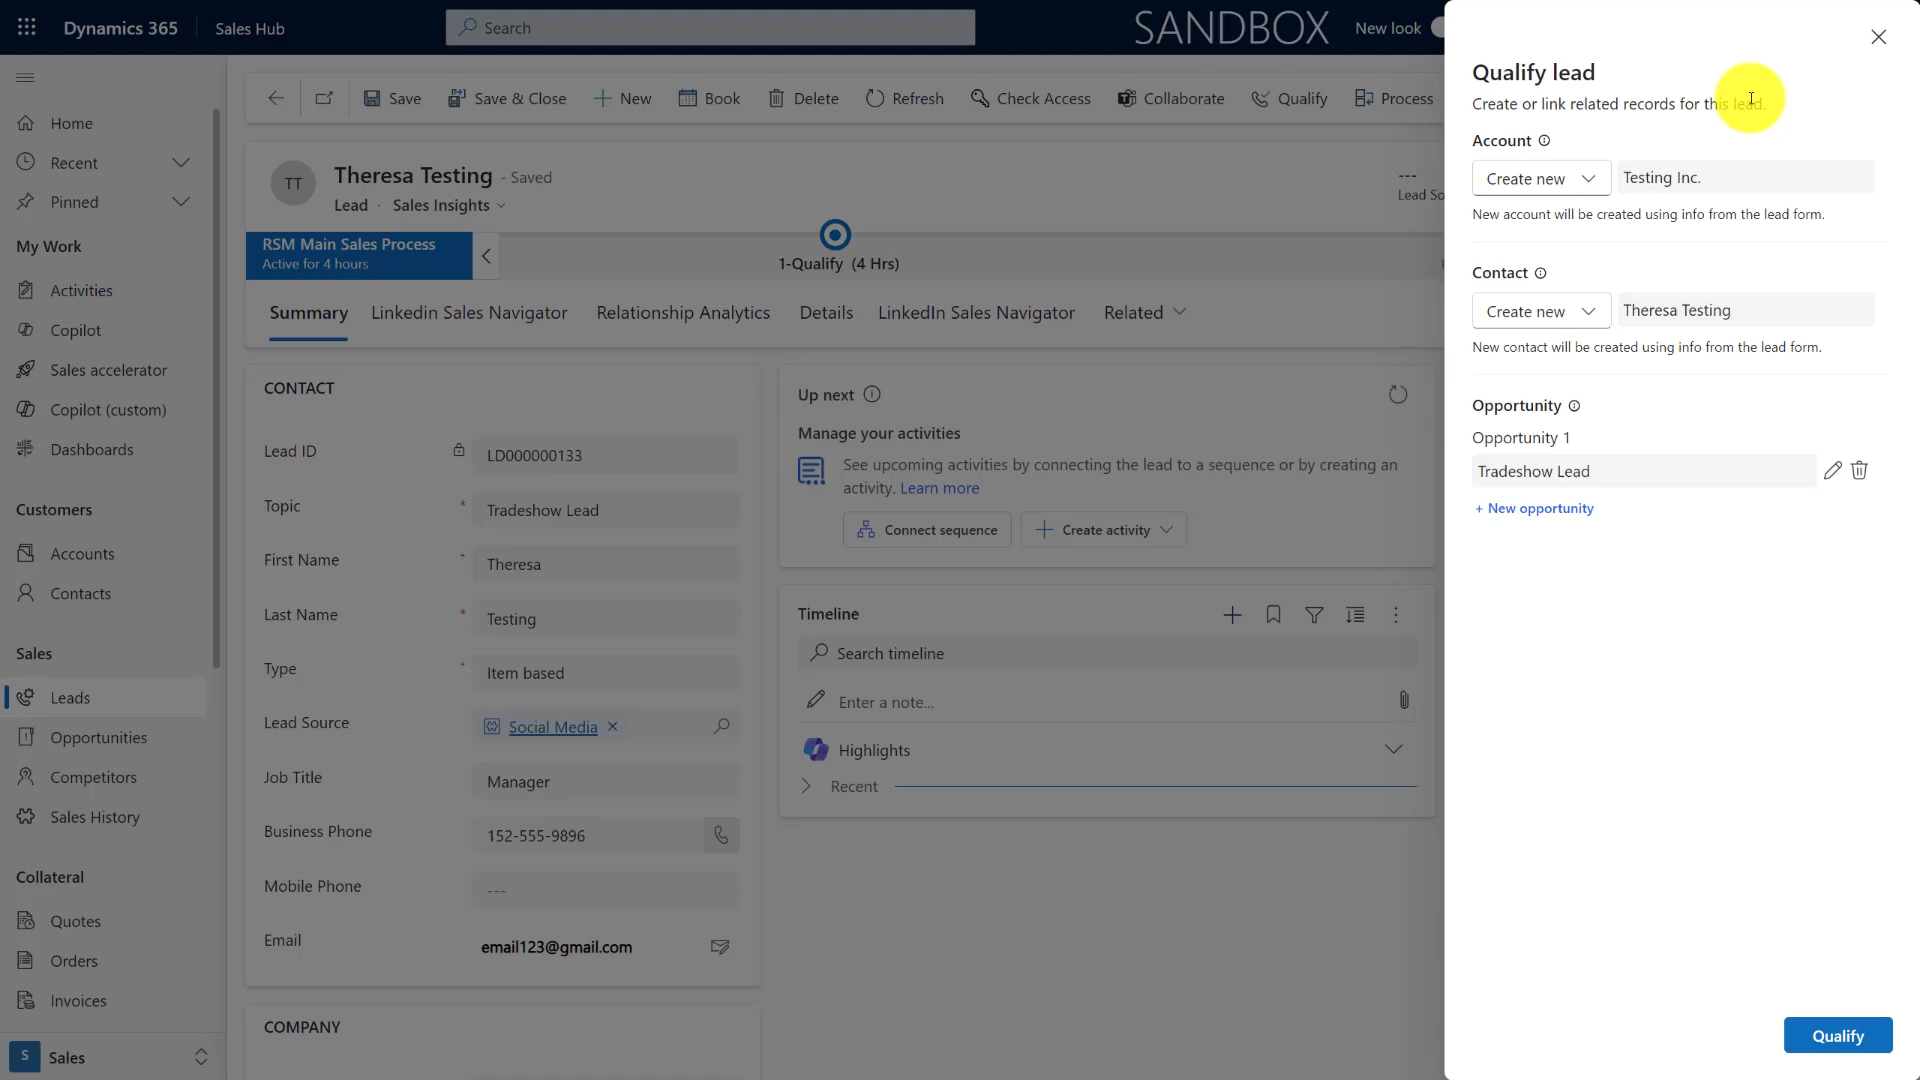 Dynamics 365
Sales Hub
Search
SANDBOX
New look
Save
Save & Close
New
Book
Delete
Refresh
Check Access
Collaborate
Qualify
Process
Home
Recent
Pinned
My Work
Activities
Copilot
Sales accelerator
Copilot (custom)
Dashboards
Customers
Accounts
Contacts
Sales
Leads
Opportunities
Competitors
Sales History
Collateral
Quotes
Orders
Invoices
S
Sales
TT
Theresa Testing - Saved
Lead · Sales Insights
---
Lead So
RSM Main Sales Process
Active for 4 hours
1-Qualify (4 Hrs)
Summary
Linkedin Sales Navigator
Relationship Analytics
Details
LinkedIn Sales Navigator
Related
CONTACT
Lead ID
LD000000133
Topic
*
Tradeshow Lead
First Name
+
Theresa
Last Name
*
Testing
Type
+
Item based
Lead Source
Social Media
Job Title
Manager
Business Phone
152-555-9896
Mobile Phone
---
Email
email123@gmail.com
COMPANY
Up next
Manage your activities
See upcoming activities by connecting the lead to a sequence or by creating an
activity. Learn more
Connect sequence
Create activity
Timeline
Search timeline
Enter a note...
Highlights
Recent
Qualify lead
Create or link related records for this lead.
Account
Create new
Testing Inc.
New account will be created using info from the lead form.
Contact
Create new
Theresa Testing
New contact will be created using info from the lead form.
Opportunity
Opportunity 1
Tradeshow Lead
+ New opportunity
Qualify